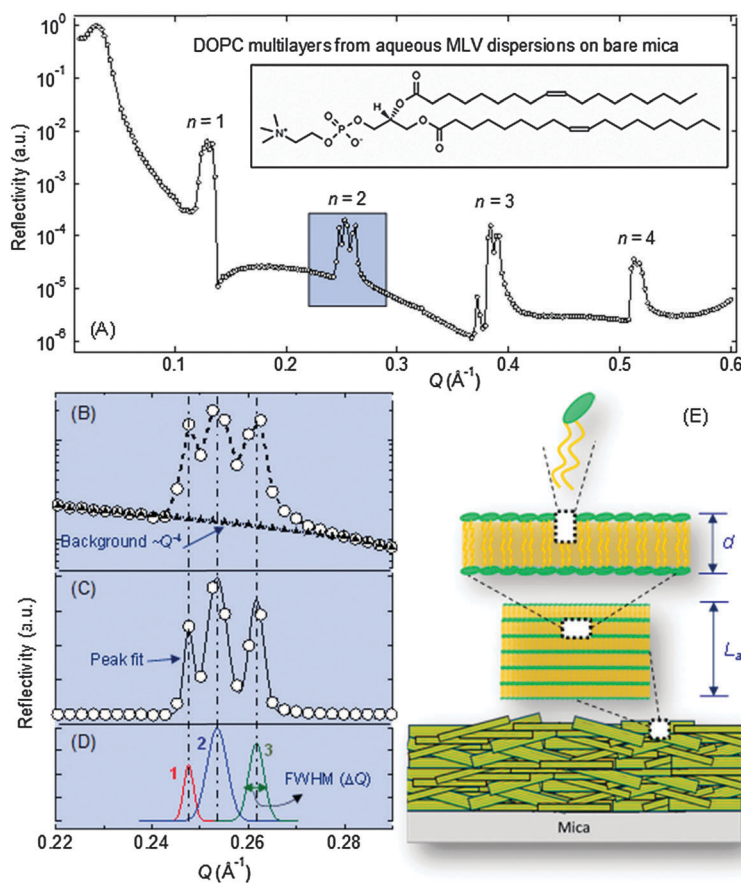 DOPC multilayers from aqueous MLV dispersions on bare mica
10⁰
10⁻¹
10⁻²
10⁻³
10⁻⁴
10⁻⁵
10⁻⁶
Reflectivity (a.u.)
n = 1
n = 2
n = 3
n = 4
O
H
O
O
P
O
O
O
O⁻
O
N⁺
(A)
0.1
0.2
0.3
0.4
0.5
0.6
Q (Å⁻¹)
(B)
Background ~Q⁻⁴
(C)
Peak fit
Reflectivity (a.u.)
(D)
1
2
3
FWHM (ΔQ)
0.22
0.24
0.26
0.28
Q (Å⁻¹)
(E)
d
Lₐ
Mica